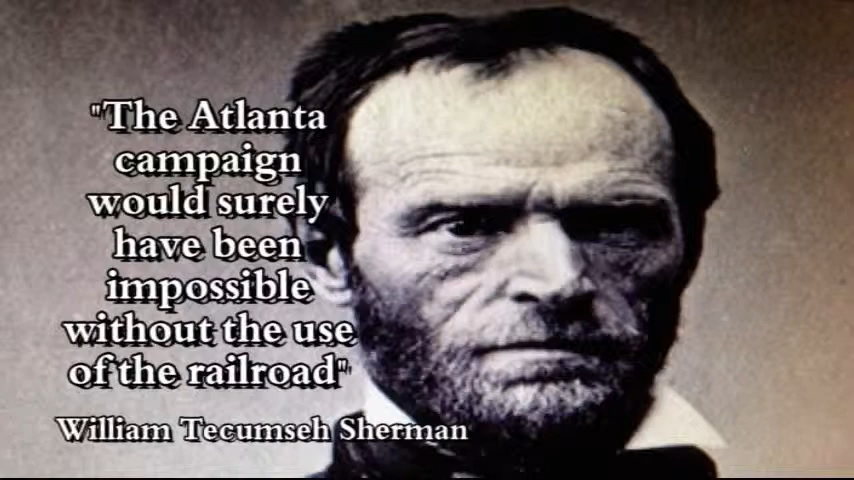 "The Atlanta
campaign
would surely
have been
impossible
without the use
of the railroad"
William Tecumseh Sherman